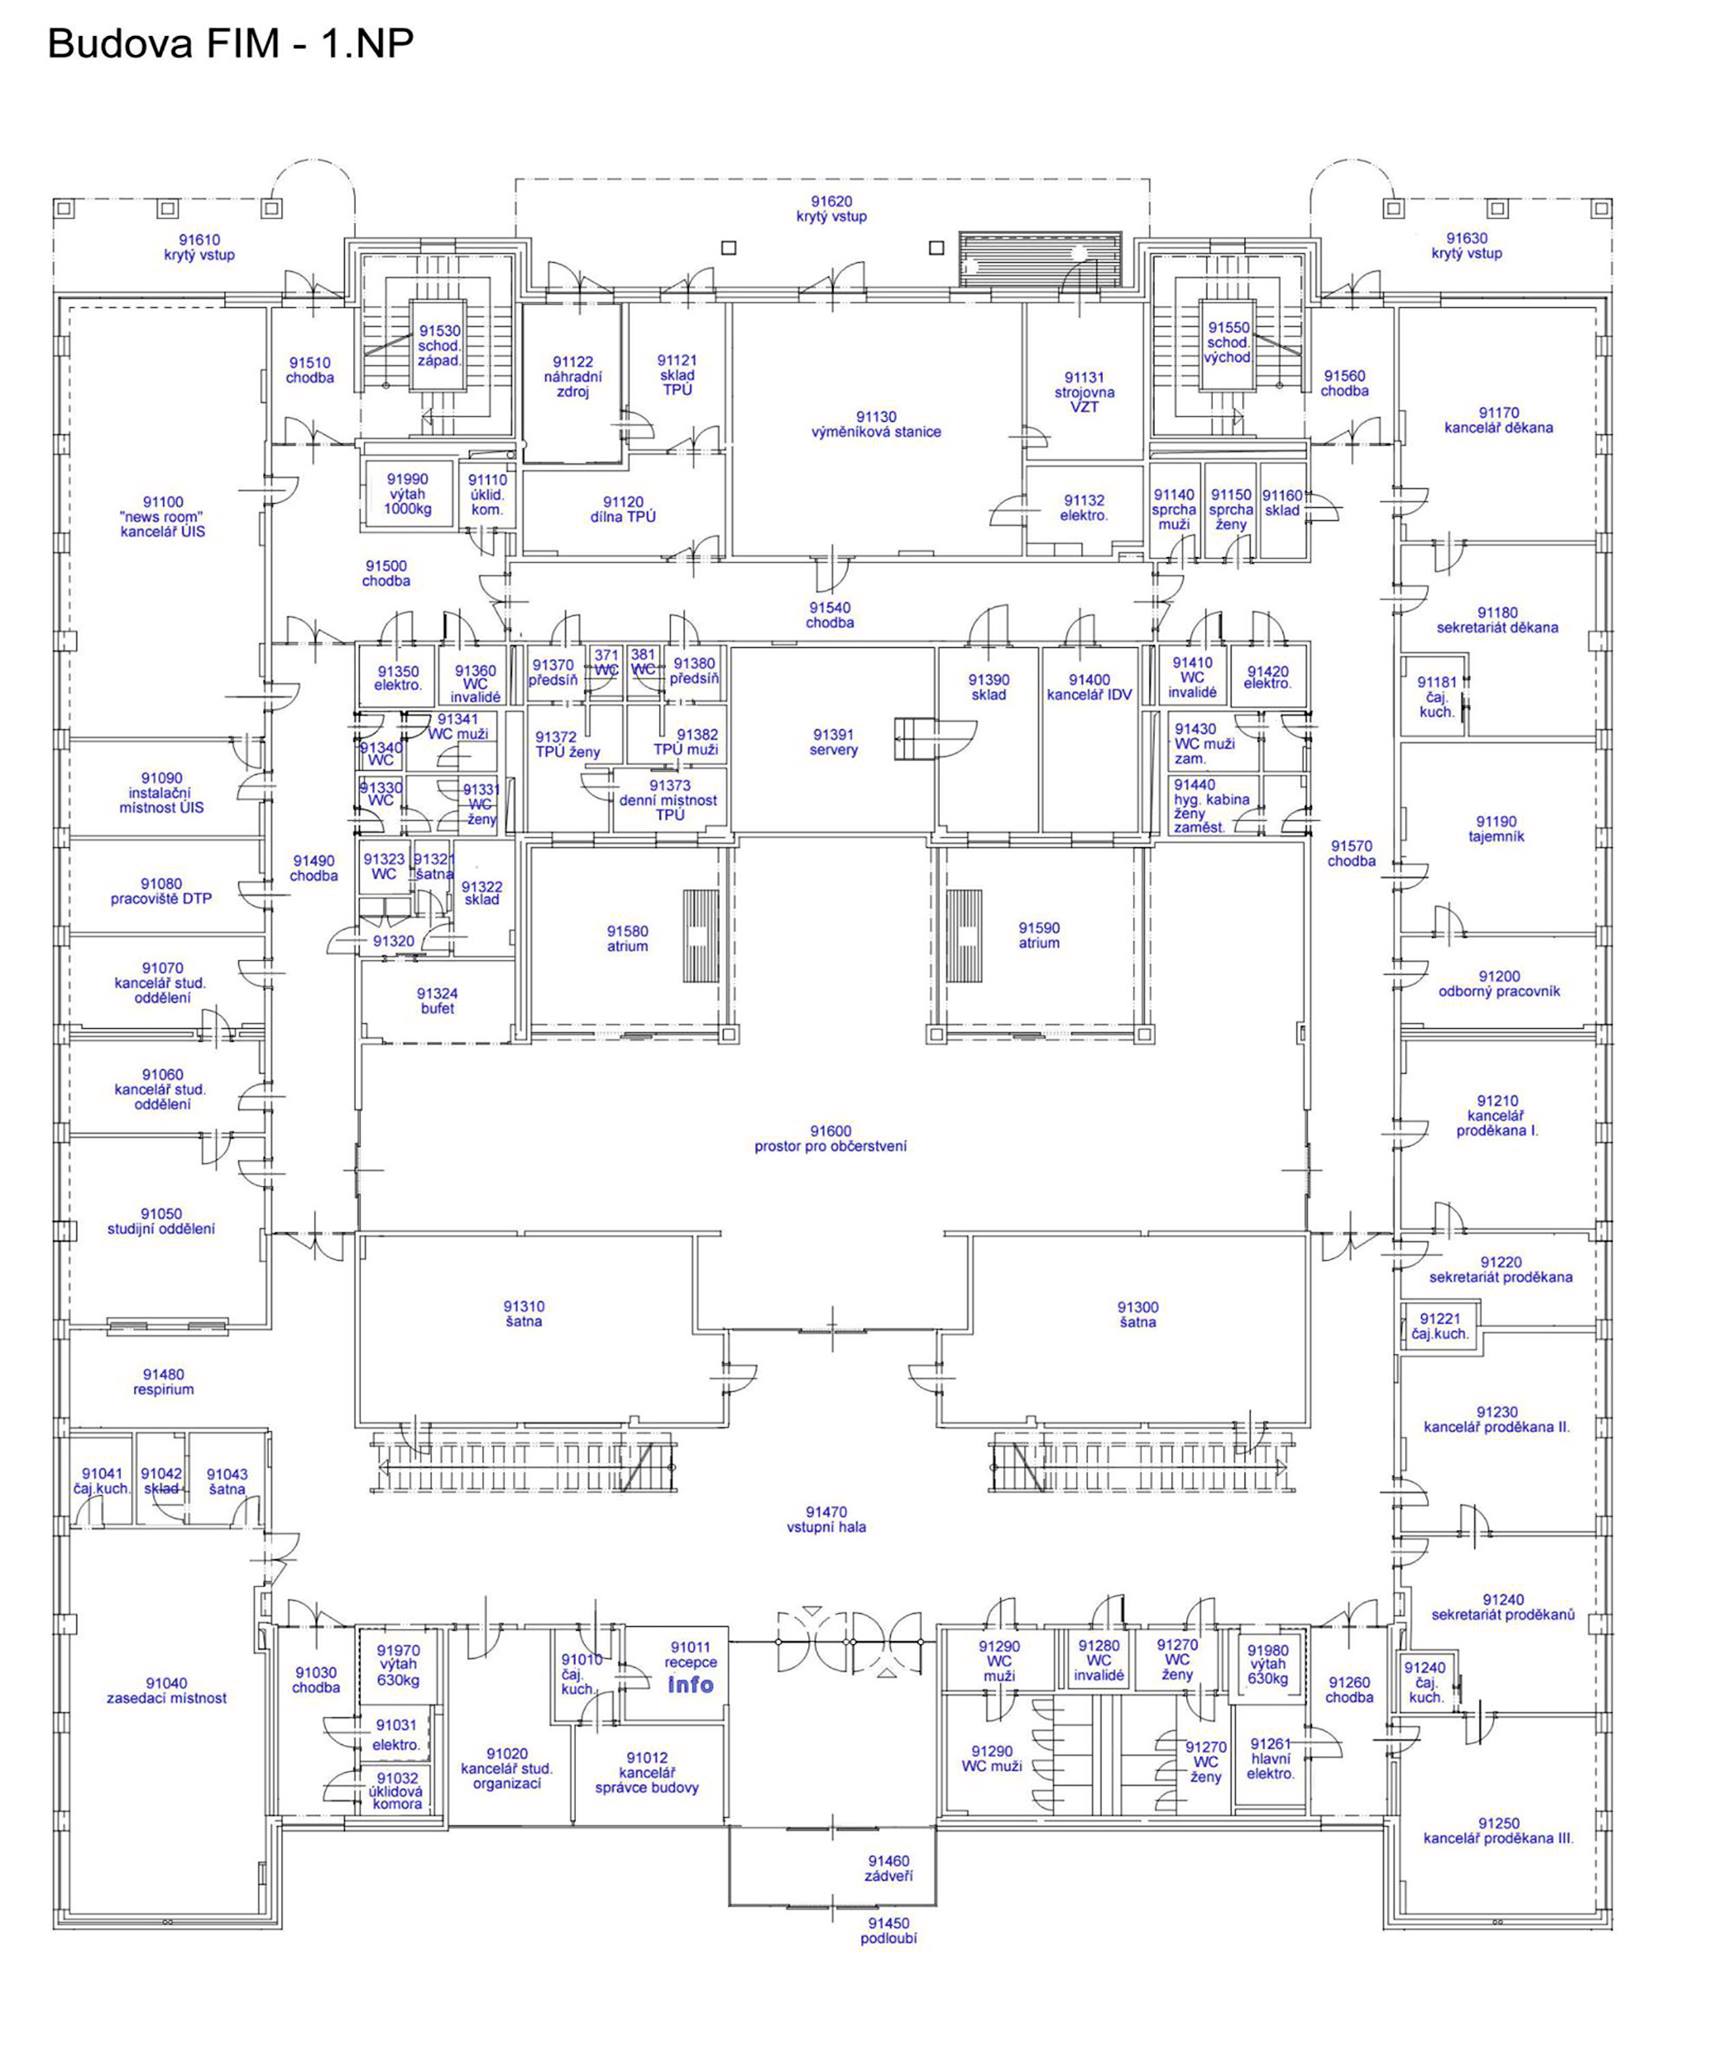 Budova FIM - 1.NP
91620
krytý vstup
91610
krytý vstup
91630
krytý vstup
91530
schod.
západ.
91550
schod.
východ.
91510
chodba
91122
náhradní
zdroj
91121
sklad
TPÚ
91130
výměníková stanice
91131
strojovna
VZT
91560
chodba
91170
kancelář děkana
91100
"news room"
kancelář ÚIS
91990
výtah
1000kg
91110
úklid.
kom.
91120
dílna TPÚ
91132
elektro.
91140
sprcha
muži
91150
sprcha
ženy
91160
sklad
91500
chodba
91540
chodba
91180
sekretariát děkana
91181
čaj.
kuch.
91350
elektro.
91360
WC
invalidé
91370
předsíň
371
WC
381
WC
91380
předsíň
91390
sklad
91400
kancelář IDV
91410
WC
invalidé
91420
elektro.
91341
WC muži
91340
WC
91372
TPÚ ženy
91382
TPÚ muži
91391
servery
91430
WC muži
zam.
91330
WC
91331
WC
ženy
91373
denní místnost
TPÚ
91440
hyg. kabina
ženy
zaměst.
91090
instalační
místnost ÚIS
91190
tajemník
91490
chodba
91323
WC
91321
šatna
91322
sklad
91570
chodba
91080
pracoviště DTP
91320
91580
atrium
91590
atrium
91070
kancelář stud.
oddělení
91324
bufet
91200
odborný pracovník
91060
kancelář stud.
oddělení
91600
prostor pro občerstvení
91210
kancelář
proděkana I.
91050
studijní oddělení
91220
sekretariát proděkana
91310
šatna
91300
šatna
91221
čaj.kuch.
91480
respirium
91230
kancelář proděkana II.
91041
čaj.kuch.
91042
sklad
91043
šatna
91470
vstupní hala
91240
sekretariát proděkanů
91040
zasedací místnost
91030
chodba
91970
výtah
630kg
91010
čaj.
kuch.
91011
recepce
info
91290
WC
muži
91280
WC
invalidé
91270
WC
ženy
91980
výtah
630kg
91260
chodba
91240
čaj.
kuch.
91031
elektro.
91032
úklidová
komora
91020
kancelář stud.
organizací
91012
kancelář
správce budovy
91290
WC muži
91270
WC
ženy
91261
hlavní
elektro.
91250
kancelář proděkana III.
91460
zádveří
91450
podloubí